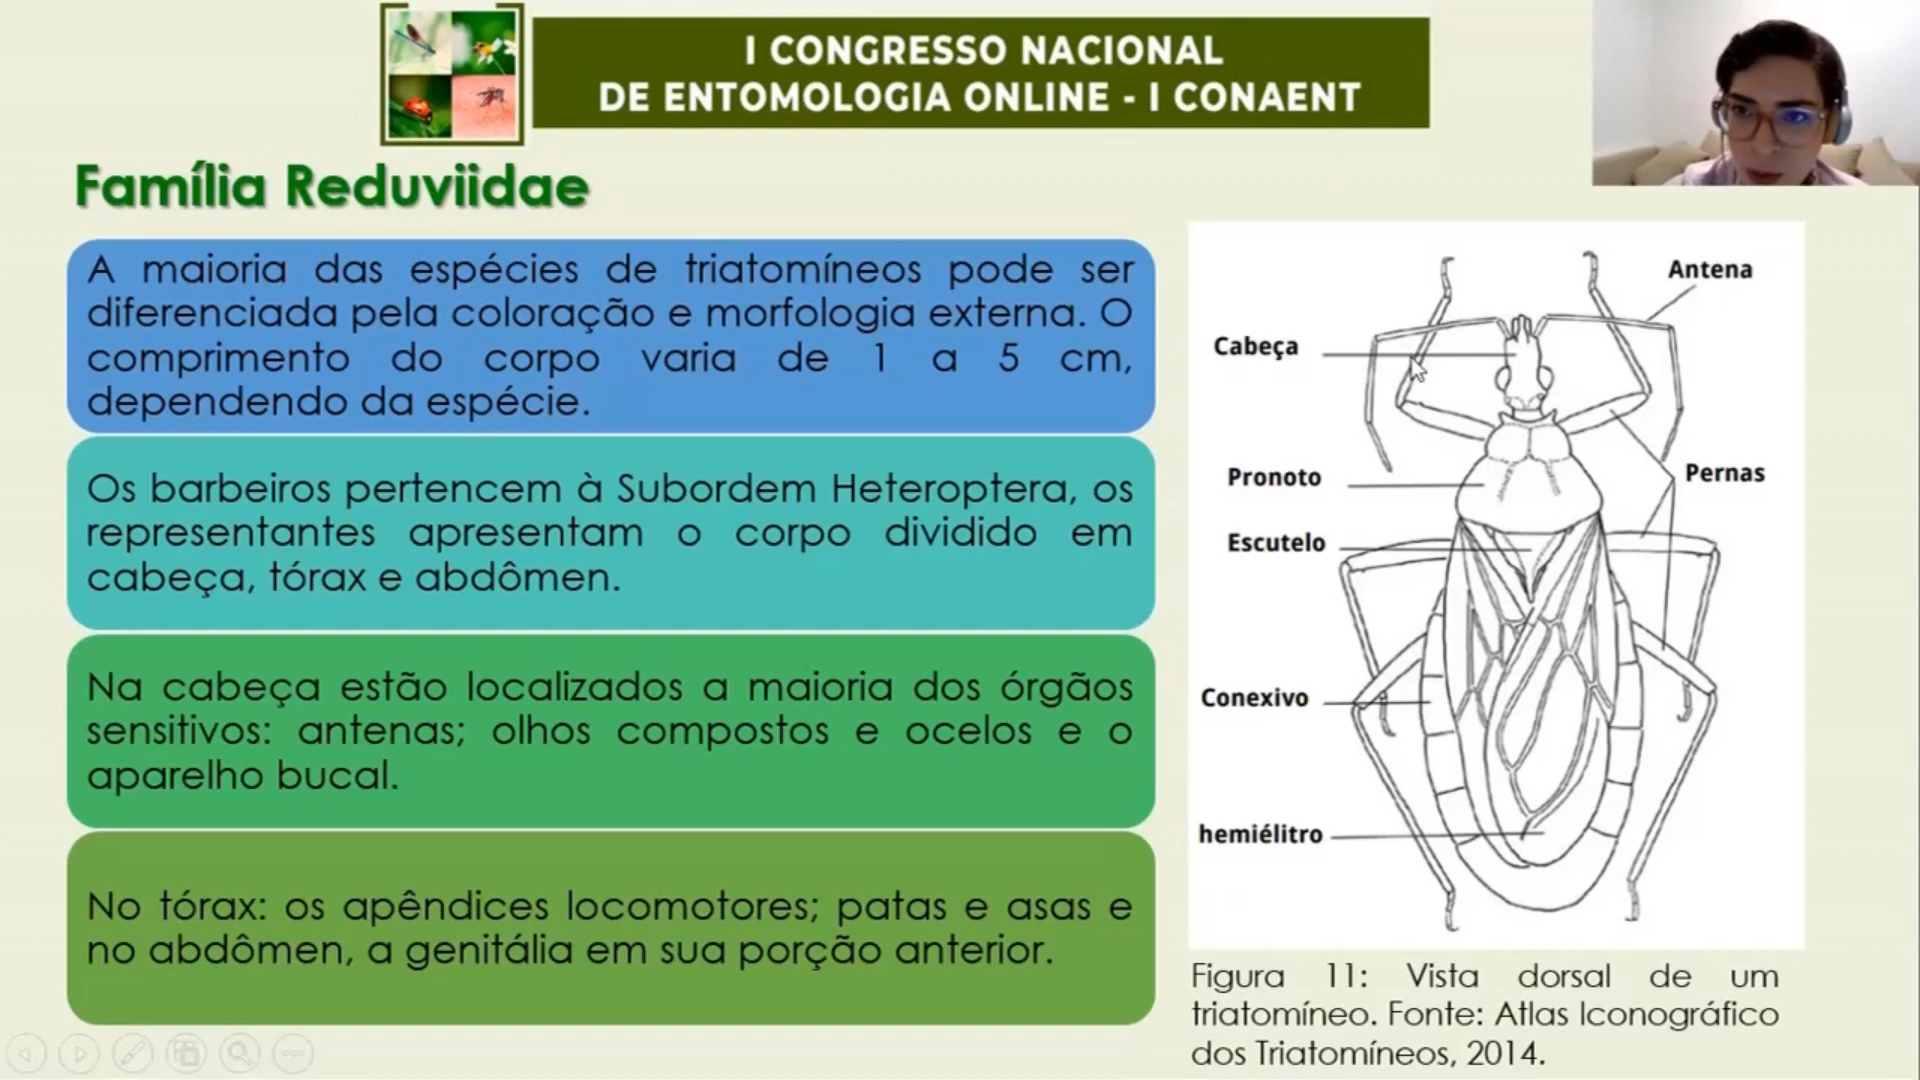 I CONGRESSO NACIONAL
DE ENTOMOLOGIA ONLINE - I CONAENT
Família Reduviidae
A maioria das espécies de triatomíneos pode ser
diferenciada pela coloração e morfologia externa. O
comprimento do corpo varia de 1 a 5 cm,
dependendo da espécie.
Os barbeiros pertencem à Subordem Heteroptera, os
representantes apresentam o corpo dividido em
cabeça, tórax e abdômen.
Na cabeça estão localizados a maioria dos órgãos
sensitivos: antenas; olhos compostos e ocelos e o
aparelho bucal.
No tórax: os apêndices locomotores; patas e asas e
no abdômen, a genitália em sua porção anterior.
Antena
Cabeça
Pronoto
Pernas
Escutelo
Conexivo
hemiélitro
Figura 11: Vista dorsal de um
triatomíneo. Fonte: Atlas Iconográfico
dos Triatomíneos, 2014.